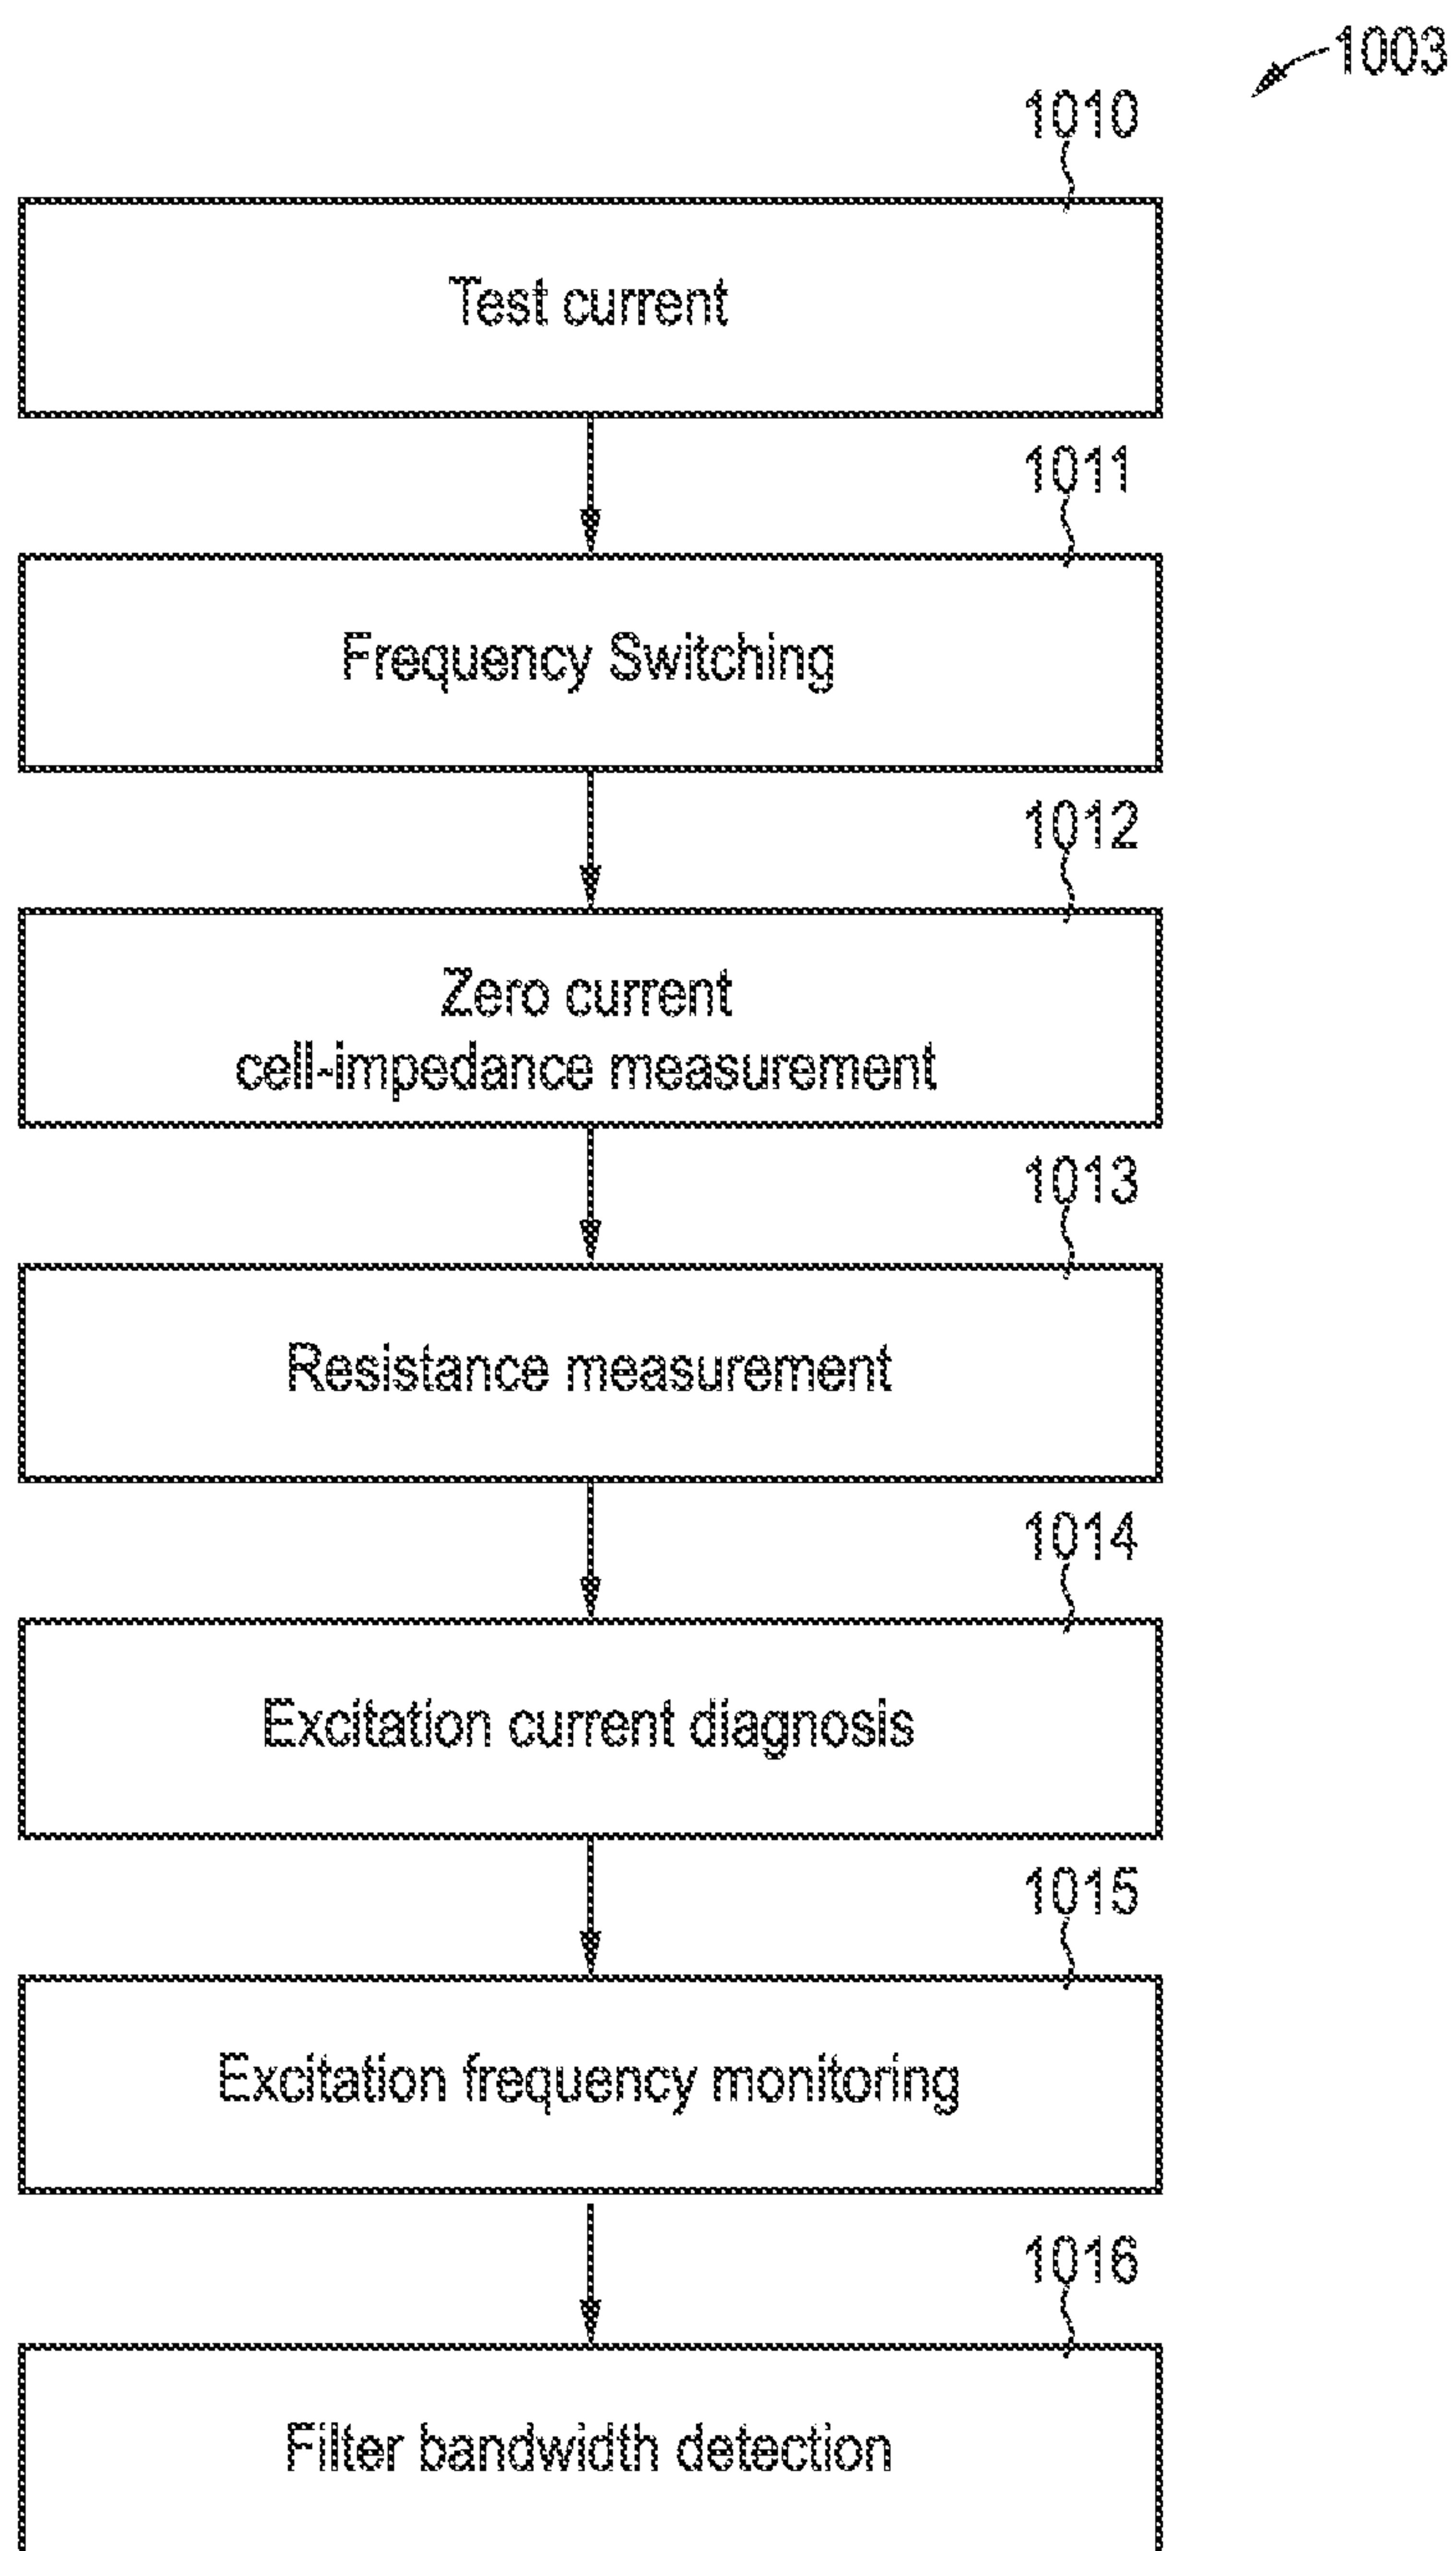 1003
1010
Test current
1011
Frequency Switching
1012
Zero current
cell-impedance measurement
1013
Resistance measurement
1014
Excitation current diagnosis
1015
Excitation frequency monitoring
1016
Filter bandwidth detection